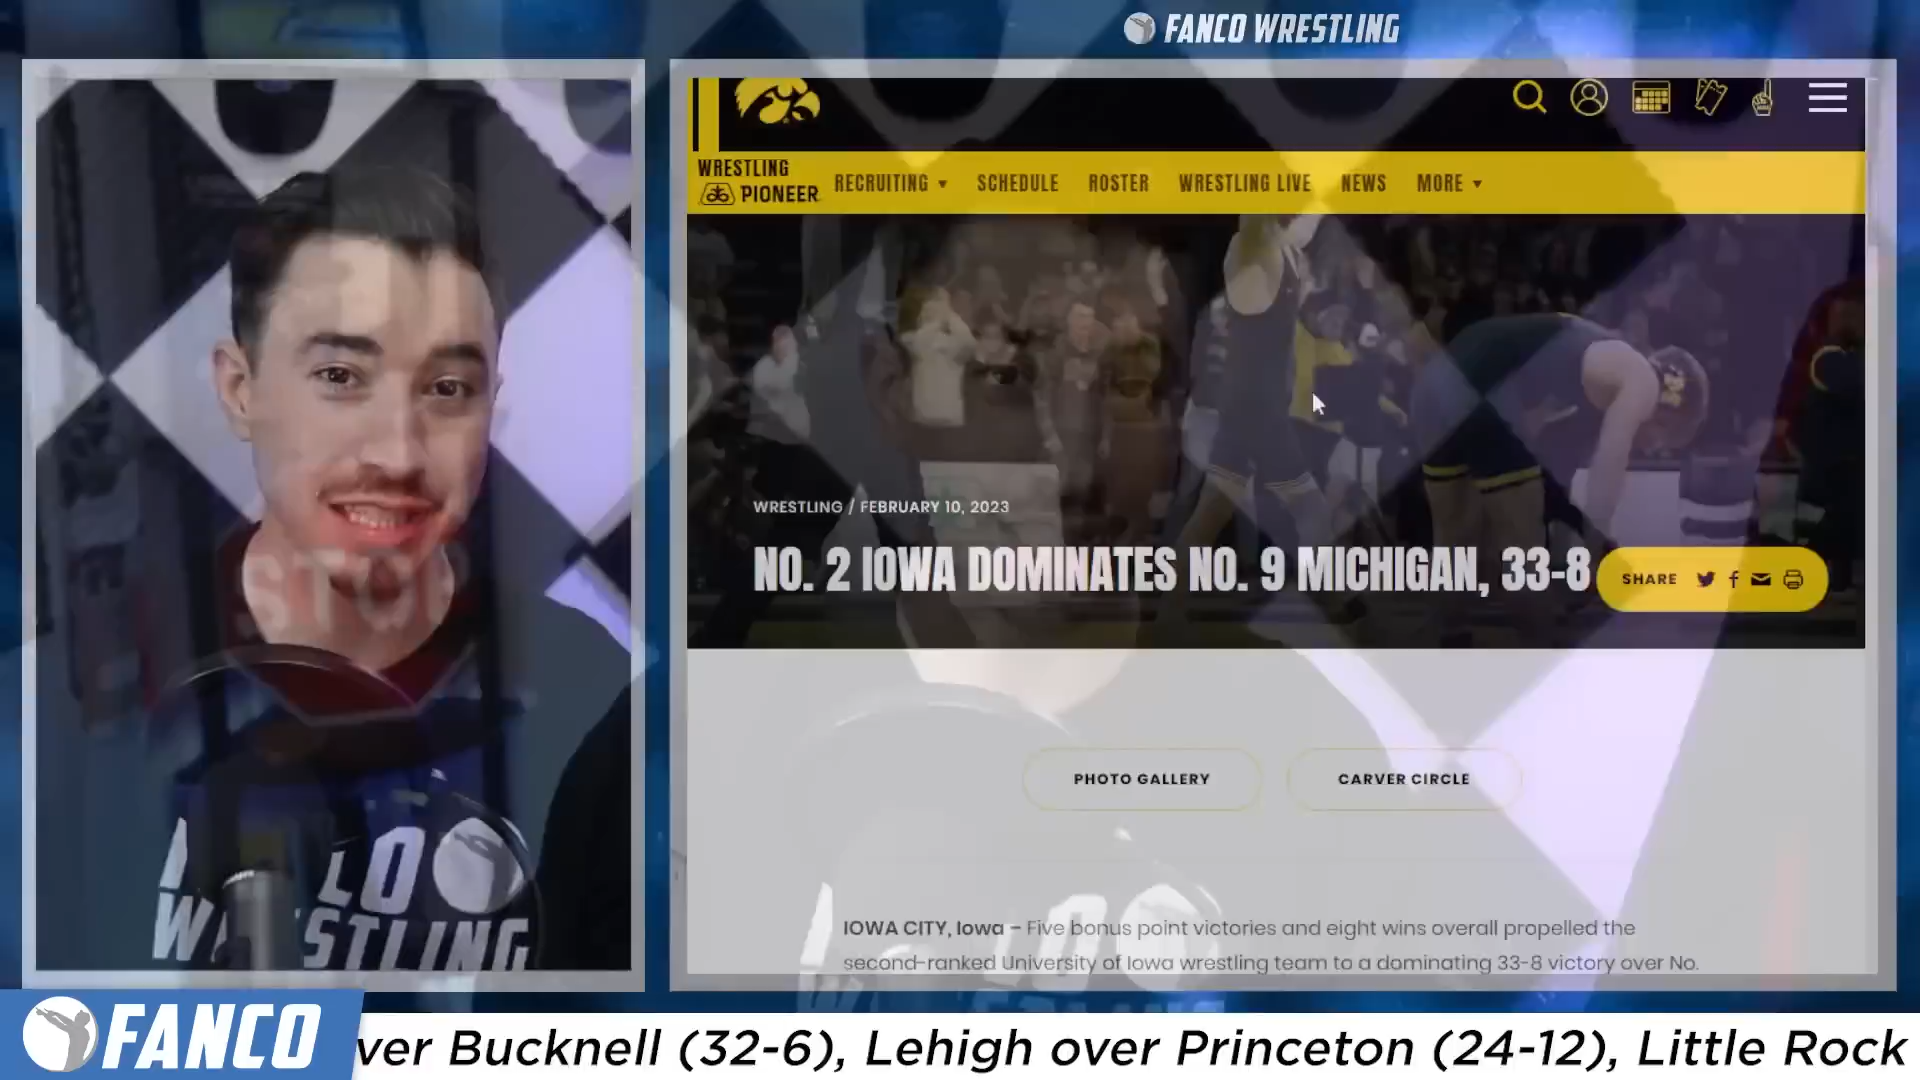 FANCO WRESTLING
WRESTLING
PIONEER
RECRUITING ▾ SCHEDULE ROSTER WRESTLING LIVE NEWS MORE ▾
WRESTLING / FEBRUARY 10, 2023
NO. 2 IOWA DOMINATES NO. 9 MICHIGAN, 33-8
SHARE
PHOTO GALLERY CARVER CIRCLE
IOWA CITY, Iowa – Five bonus point victories and eight wins overall propelled the
second-ranked University of Iowa wrestling team to a dominating 33-8 victory over No.
STOP
LO
WRESTLING
FANCO
ver Bucknell (32-6), Lehigh over Princeton (24-12), Little Rock